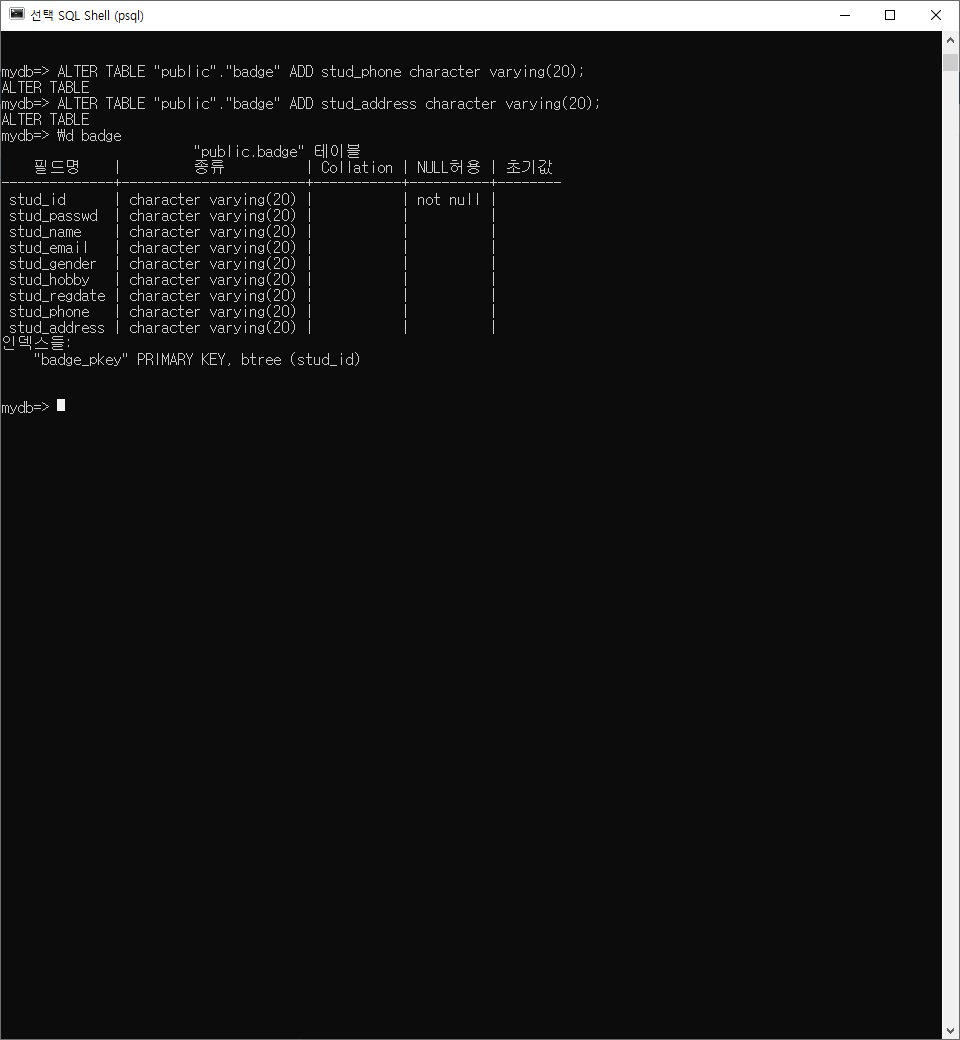 선택 SQL Shell (psql)
mydb=> ALTER TABLE "public"."badge" ADD stud_phone character varying(20);
ALTER TABLE
mydb=> ALTER TABLE "public"."badge" ADD stud_address character varying(20);
ALTER TABLE
mydb=> ₩d badge
"public.badge" 테이블
필드명 | 종류 | Collation | NULL허용 | 초기값
--------------+-----------------------+-----------+----------+--------
stud_id | character varying(20) | | not null |
stud_passwd | character varying(20) | | |
stud_name | character varying(20) | | |
stud_email | character varying(20) | | |
stud_gender | character varying(20) | | |
stud_hobby | character varying(20) | | |
stud_regdate | character varying(20) | | |
stud_phone | character varying(20) | | |
stud_address | character varying(20) | | |
인덱스들:
"badge_pkey" PRIMARY KEY, btree (stud_id)
mydb=>